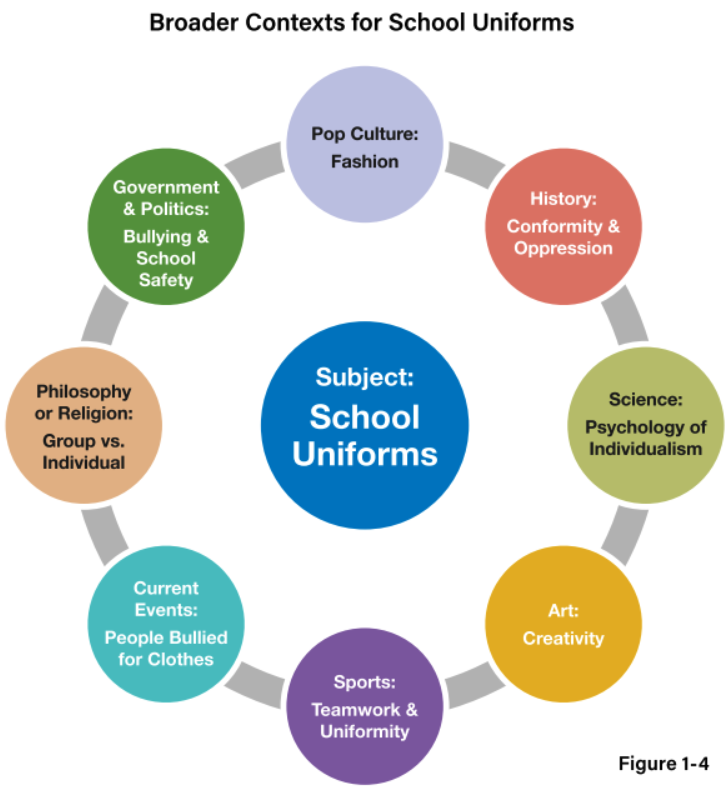 Broader Contexts for School Uniforms
Pop Culture:
Fashion
History:
Conformity &
Oppression
Science:
Psychology of
Individualism
Art:
Creativity
Sports:
Teamwork &
Uniformity
Current
Events:
People Bullied
for Clothes
Philosophy
or Religion:
Group vs.
Individual
Government
& Politics:
Bullying &
School
Safety
Subject:
School
Uniforms
Figure 1-4